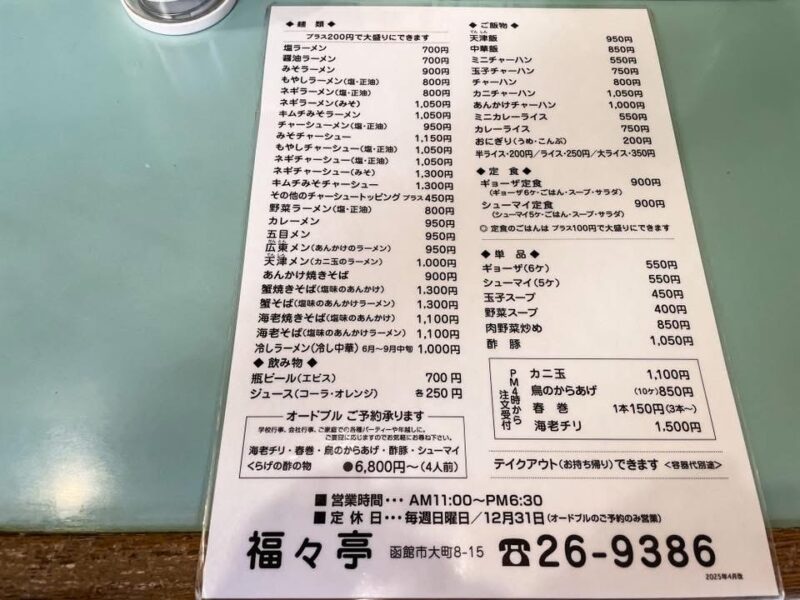 ◆ 麺 類 ◆
プラス200円で大盛りにできます
塩ラーメン 700円
醤油ラーメン 700円
みそラーメン 900円
もやしラーメン(塩・正油) 800円
ネギラーメン(塩・正油) 800円
ネギラーメン(みそ) 1,050円
キムチみそラーメン 1,050円
チャーシューメン(塩・正油) 950円
みそチャーシュー 1,150円
もやしチャーシュー(塩・正油) 1,050円
ネギチャーシュー(塩・正油) 1,050円
ネギチャーシュー(みそ) 1,300円
キムチみそチャーシュー 1,300円
その他のチャーシュートッピング プラス450円
野菜ラーメン(塩・正油) 800円
カレーメン 950円
五目メン 950円
広東メン(あんかけのラーメン) 950円
天津メン(カニ玉のラーメン) 1.000円
あんかけ焼きそば 900円
蟹焼きそば(塩味のあんかけ) 1.300円
蟹そば(塩味のあんかけラーメン) 1.300円
海老焼きそば(塩味のあんかけ) 1,100円
海老そば(塩味のあんかけラーメン) 1,100円
冷しラーメン(冷し中華) 6月〜9月中旬 1.000円
◆ 飲み物 ◆
瓶ビール(エビス) 700円
ジュース(コーラ・オレンジ) 各250円
オードブル ご予約承ります
学校行事、会社行事、ご家庭での各種パーティーや年越しに。
ご要望に応じますのでお気軽にお尋ね下さい。
海老チリ・春巻・鳥のからあげ・酢豚・シューマイ
くらげの酢の物 ●6,800円〜(4人前)
◆ ご飯物 ◆
てんしん
天津飯 950円
中華飯 850円
ミニチャーハン 550円
玉子チャーハン 750円
チャーハン 800円
カニチャーハン 1,050円
あんかけチャーハン 1,000円
ミニカレーライス 550円
カレーライス 750円
おにぎり(うめ・こんぶ) 200円
半ライス・200円/ライス・250円/大ライス・350円
◆ 定 食 ◆
ギョーザ定食 900円
(ギョーザ6ケ・ごはん・スープ・サラダ)
シューマイ定食 900円
(シューマイ5ケ・ごはん・スープ・サラダ)
◎ 定食のごはんは プラス100円で大盛りにできます
◆ 単 品 ◆
ギョーザ(6ケ) 550円
シューマイ(5ケ) 550円
玉子スープ 450円
野菜スープ 400円
肉野菜炒め 850円
酢 豚 1,050円
PM4時から注文受付
カニ玉 1,100円
鳥のからあげ (10ケ)850円
春 巻 1本150円(3本〜)
海老チリ 1.500円
テイクアウト(お持ち帰り)できます <容器代別途>
■ 営業時間・・・ AM11:00〜PM6:30
■ 定 休 日・・・毎週日曜日/12月31日(オードブルのご予約のみ営業)
福々亭 函館市大町8-15 ☎26-9386
2025年4月改